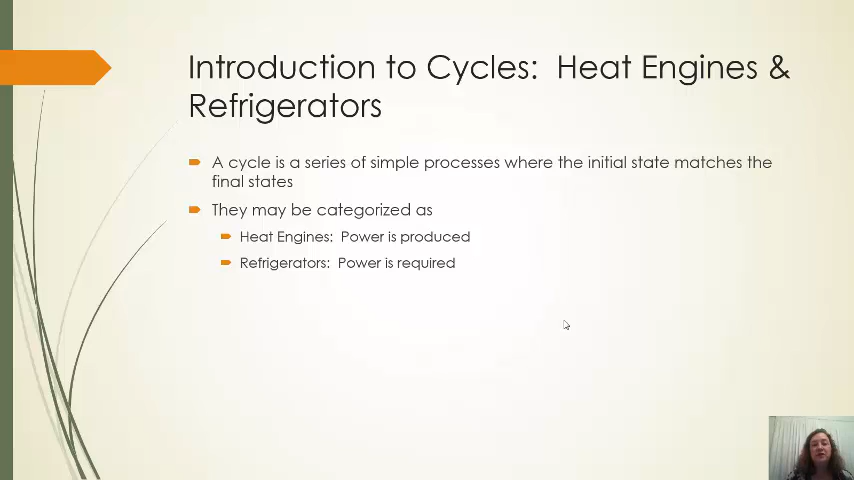 Introduction to Cycles:  Heat Engines &
Refrigerators
A cycle is a series of simple processes where the initial state matches the
final states
They may be categorized as
Heat Engines:  Power is produced
Refrigerators:  Power is required